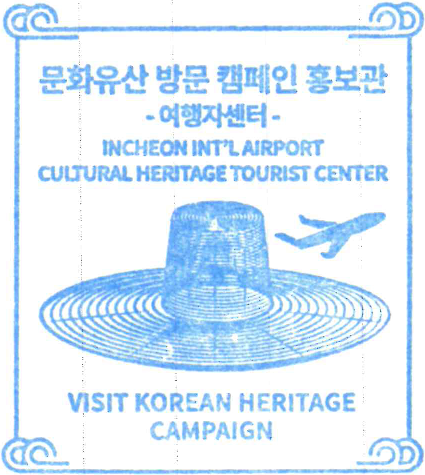 문화유산 방문 캠페인 홍보관
- 여행자센터 -
INCHEON INT'L AIRPORT
CULTURAL HERITAGE TOURIST CENTER
VISIT KOREAN HERITAGE
CAMPAIGN